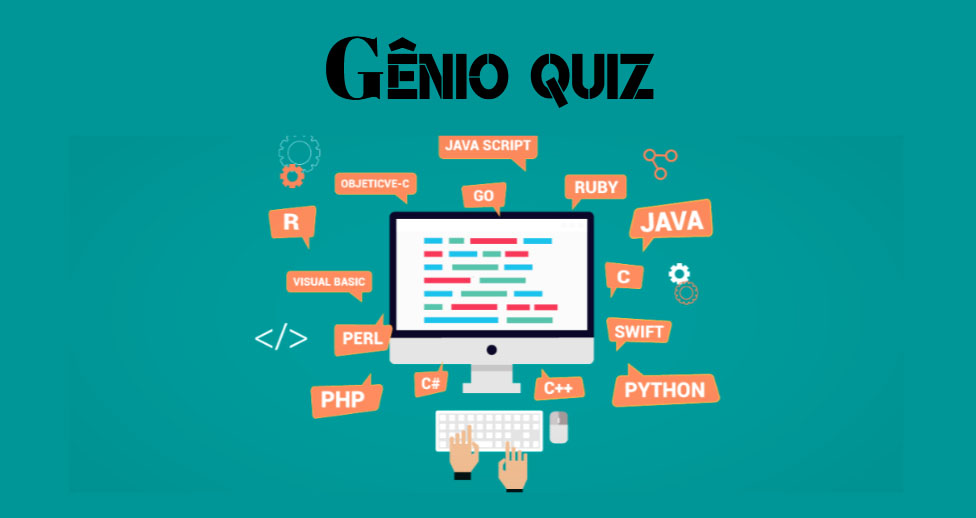 GÊNIO QUIZ
JAVA SCRIPT
OBJETICVE-C
GO
RUBY
R
JAVA
VISUAL BASIC
C
</>
PERL
SWIFT
PHP
C#
C++
PYTHON